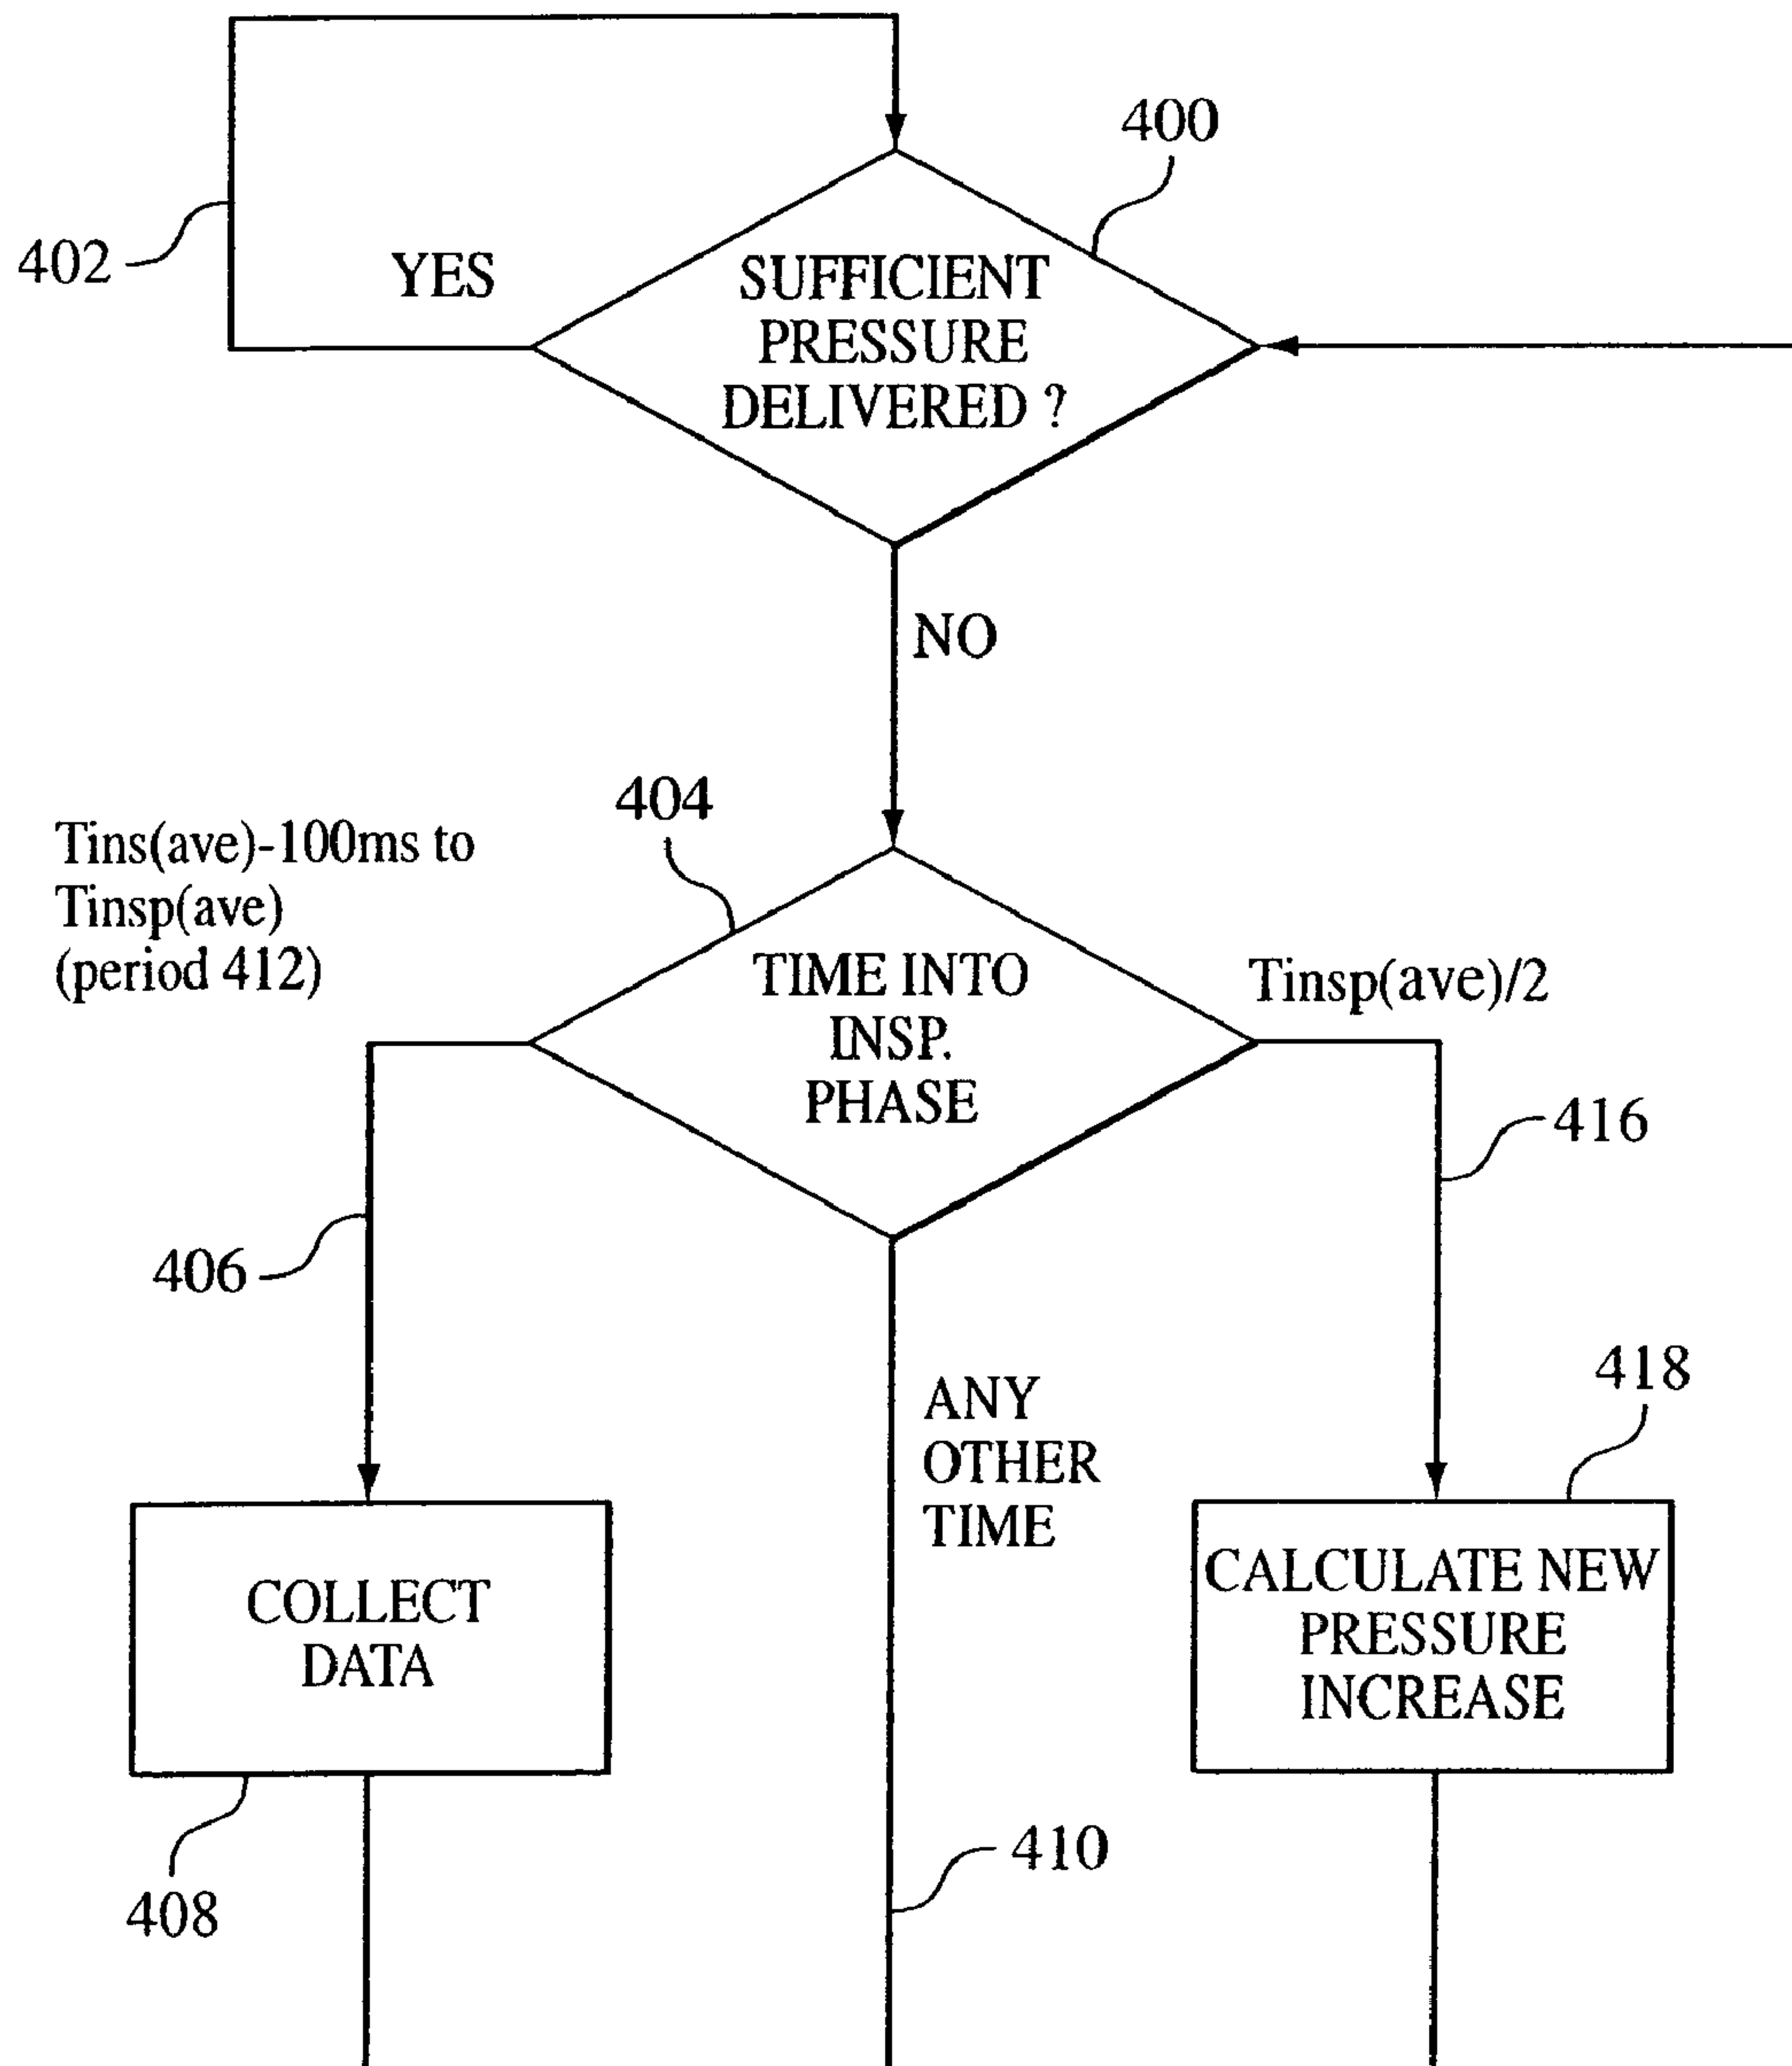 400
402
YES
SUFFICIENT
PRESSURE
DELIVERED ?
NO
404
Tins(ave)-100ms to
Tinsp(ave)
(period 412)
TIME INTO
INSP.
PHASE
Tinsp(ave)/2
416
406
418
ANY
OTHER
TIME
COLLECT
DATA
CALCULATE NEW
PRESSURE
INCREASE
410
408